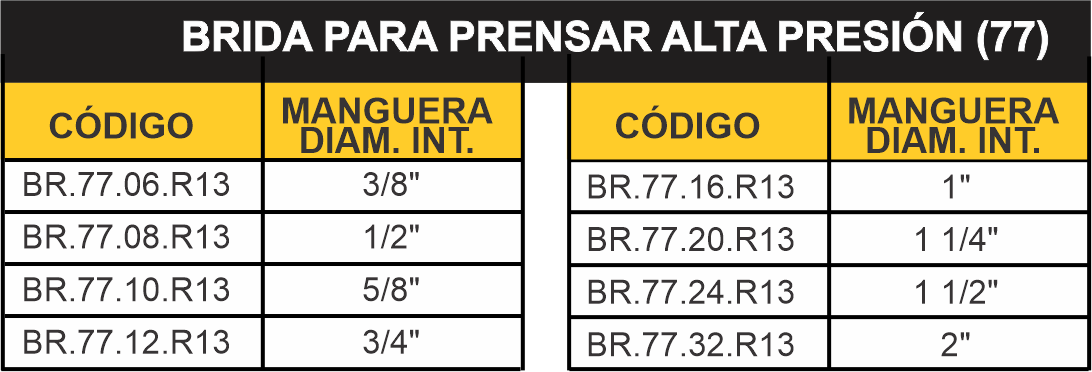 BRIDA PARA PRENSAR ALTA PRESIÓN (77)
CÓDIGO MANGUERA DIAM. INT.
BR.77.06.R13 3/8"
BR.77.08.R13 1/2"
BR.77.10.R13 5/8"
BR.77.12.R13 3/4"
CÓDIGO MANGUERA DIAM. INT.
BR.77.16.R13 1"
BR.77.20.R13 1 1/4"
BR.77.24.R13 1 1/2"
BR.77.32.R13 2"